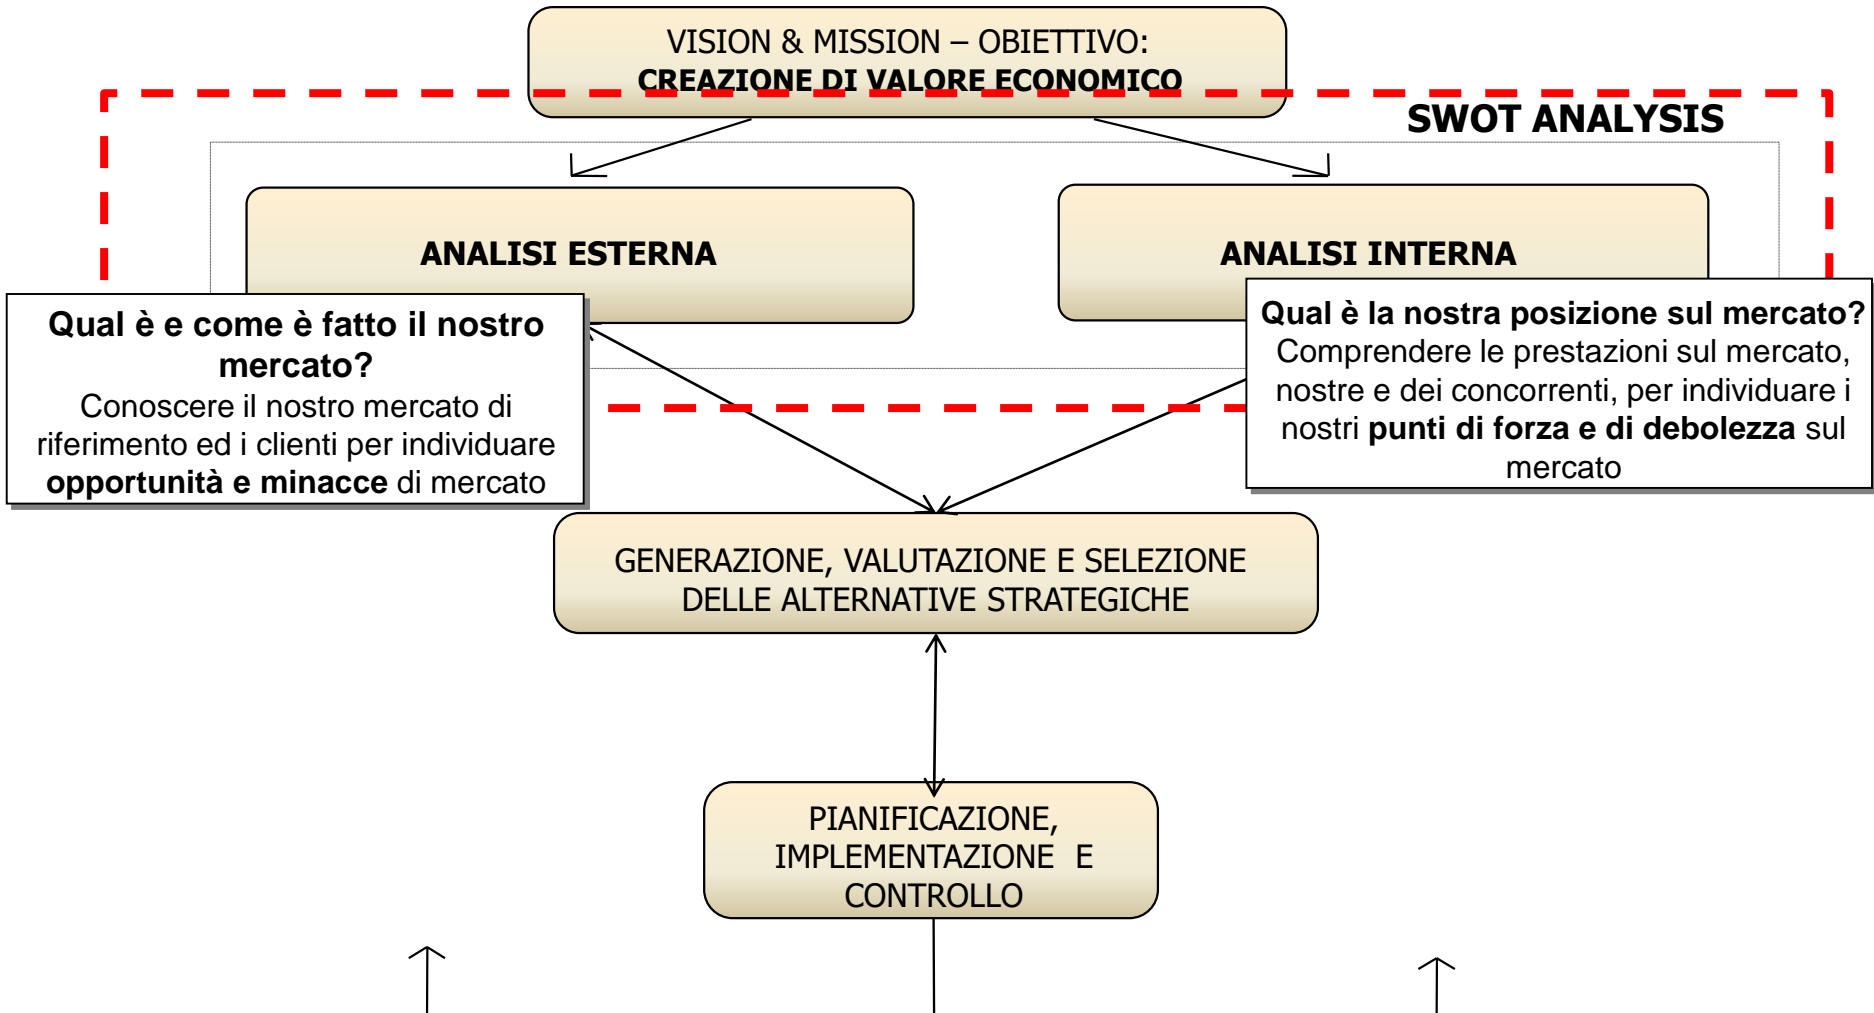 VISION & MISSION – OBIETTIVO:
CREAZIONE DI VALORE ECONOMICO
SWOT ANALYSIS
ANALISI ESTERNA
ANALISI INTERNA
Qual è e come è fatto il nostro
mercato?
Conoscere il nostro mercato di
riferimento ed i clienti per individuare
opportunità e minacce di mercato
Qual è la nostra posizione sul mercato?
Comprendere le prestazioni sul mercato,
nostre e dei concorrenti, per individuare i
nostri punti di forza e di debolezza sul
mercato
GENERAZIONE, VALUTAZIONE E SELEZIONE
DELLE ALTERNATIVE STRATEGICHE
PIANIFICAZIONE,
IMPLEMENTAZIONE E
CONTROLLO